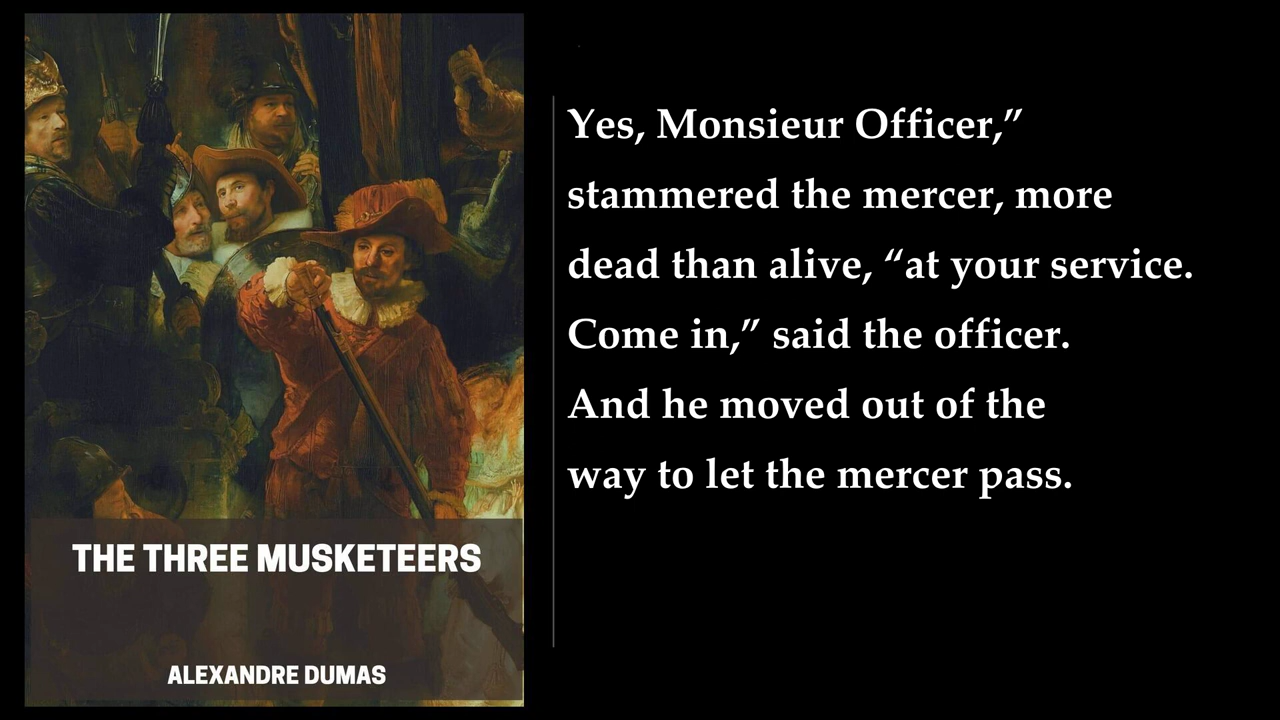 THE THREE MUSKETEERS
ALEXANDRE DUMAS
Yes, Monsieur Officer,”
stammered the mercer, more
dead than alive, “at your service.
Come in,” said the officer.
And he moved out of the
way to let the mercer pass.